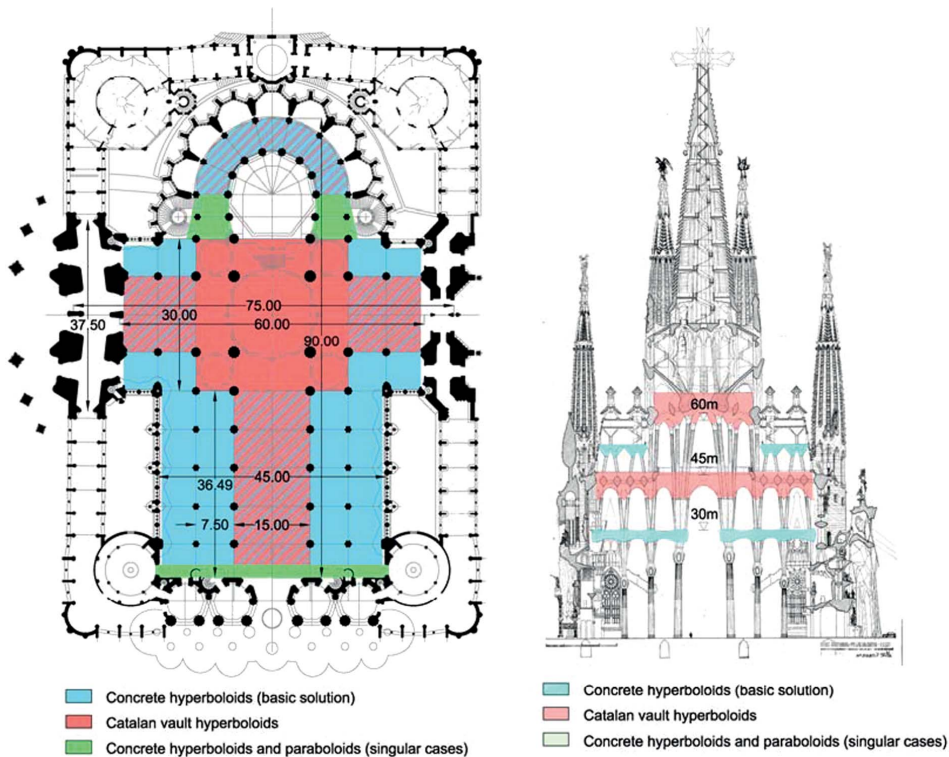 75.00
30.00
37.50
60.00
90.00
36.49
45.00
7.50
15.00
Concrete hyperboloids (basic solution)
Catalan vault hyperboloids
Concrete hyperboloids and paraboloids (singular cases)
60m
45m
30m
Concrete hyperboloids (basic solution)
Catalan vault hyperboloids
Concrete hyperboloids and paraboloids (singular cases)